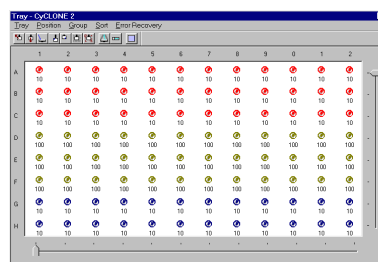 Tray - CyCLONE 2
Tray Position Group Sort Error Recovery
1 2 3 4 5 6 7 8 9 0 1 2
A
10 10 10 10 10 10 10 10 10 10 10 10
B
10 10 10 10 10 10 10 10 10 10 10 10
C
10 10 10 10 10 10 10 10 10 10 10 10
D
100 100 100 100 100 100 100 100 100 100 100 100
E
100 100 100 100 100 100 100 100 100 100 100 100
F
100 100 100 100 100 100 100 100 100 100 100 100
G
10 10 10 10 10 10 10 10 10 10 10 10
H
10 10 10 10 10 10 10 10 10 10 10 10